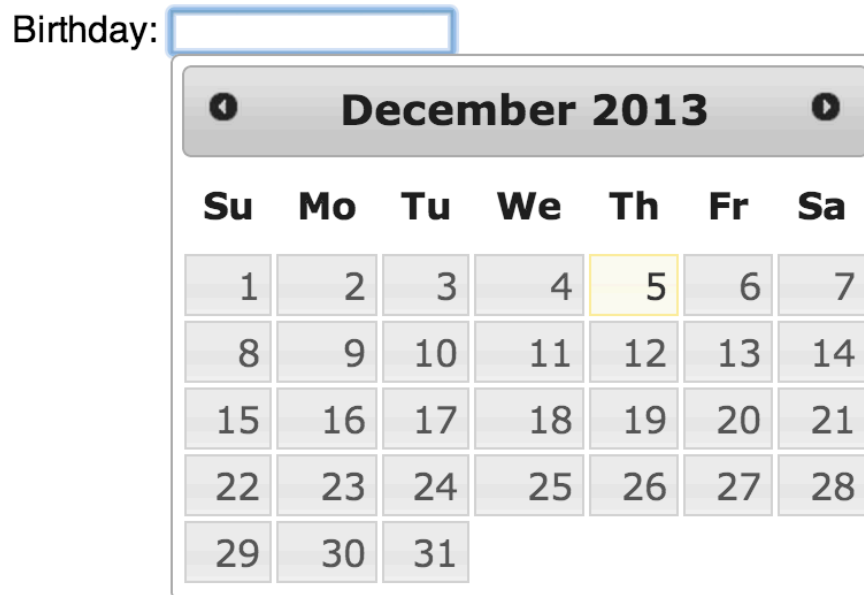 Birthday:
December 2013
Su Mo Tu We Th Fr Sa
1 2 3 4 5 6 7
8 9 10 11 12 13 14
15 16 17 18 19 20 21
22 23 24 25 26 27 28
29 30 31